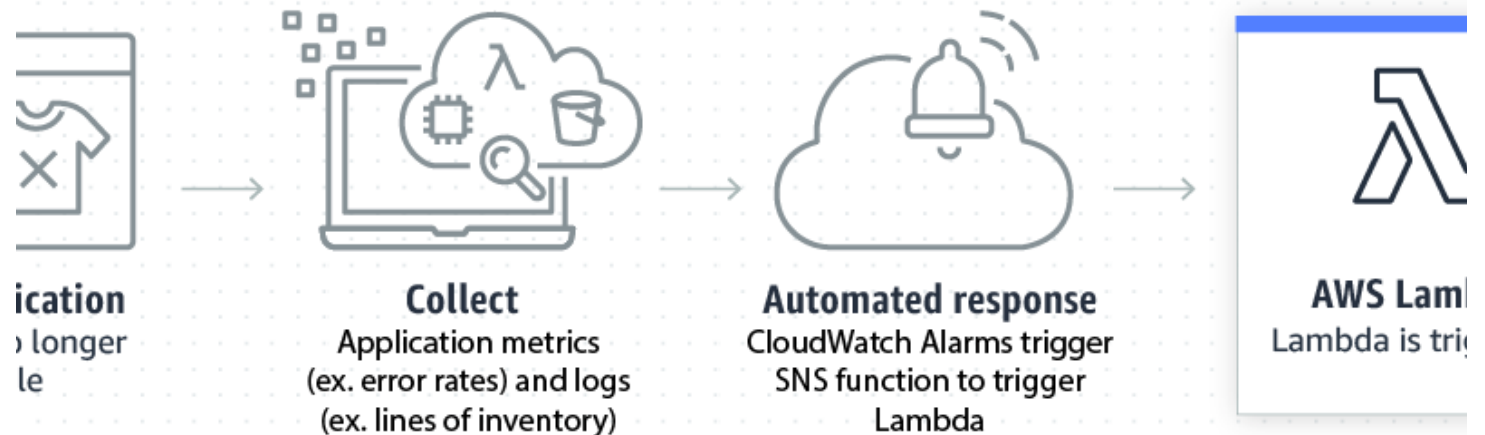 ication
longer
le
Collect
Application metrics
(ex. error rates) and logs
(ex. lines of inventory)
Automated response
CloudWatch Alarms trigger
SNS function to trigger
Lambda
AWS Lam
Lambda is tri